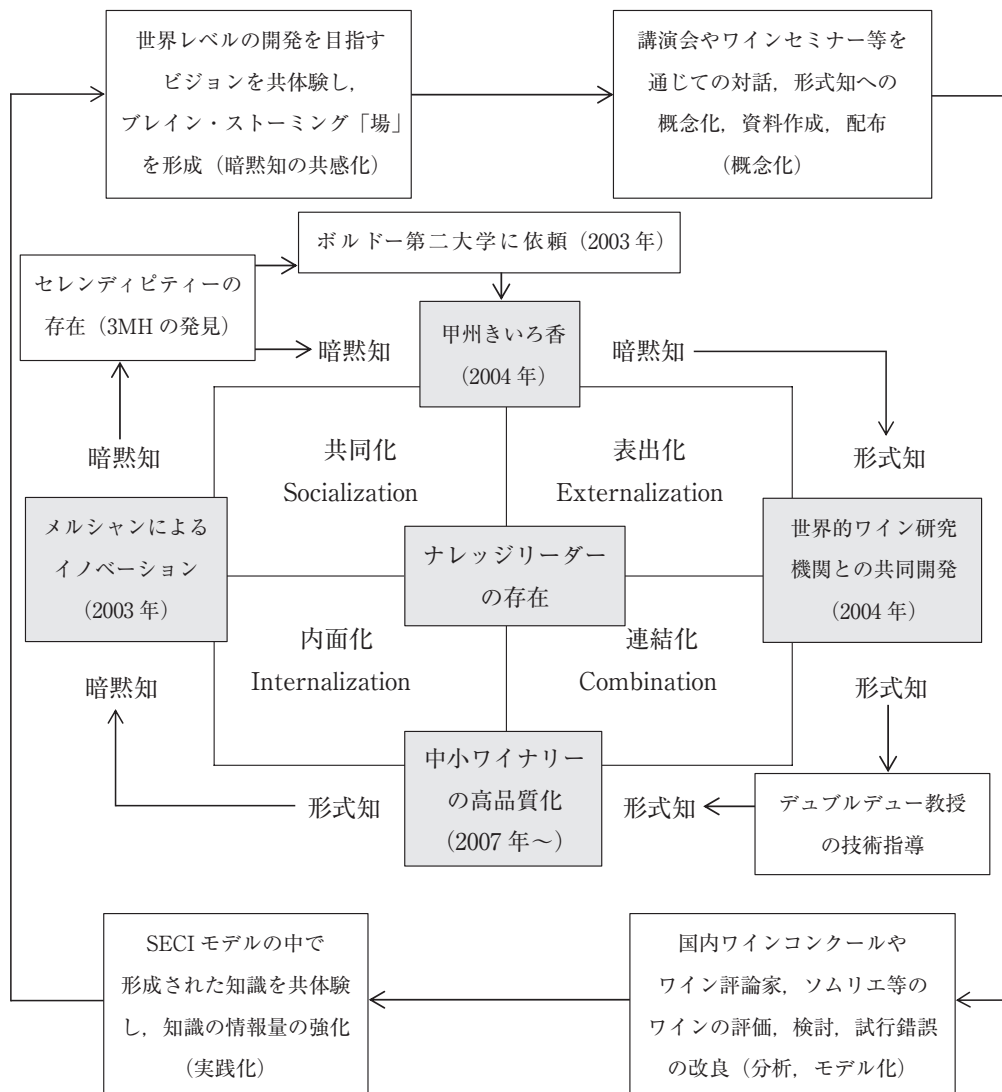 世界レベルの開発を目指す
ビジョンを共体験し，
ブレイン・ストーミング「場」
を形成（暗黙知の共感化）
講演会やワインセミナー等を
通じての対話，形式知への
概念化，資料作成，配布
（概念化）
ボルドー第二大学に依頼（2003 年）
セレンディピティーの
存在（3MH の発見）
甲州きいろ香
（2004 年）
暗黙知
暗黙知
暗黙知
形式知
共同化
Socialization
表出化
Externalization
メルシャンによる
イノベーション
（2003 年）
ナレッジリーダー
の存在
世界的ワイン研究
機関との共同開発
（2004 年）
内面化
Internalization
連結化
Combination
暗黙知
形式知
中小ワイナリー
の高品質化
（2007 年～）
形式知
形式知
デュブルデュー教授
の技術指導
SECI モデルの中で
形成された知識を共体験
し，知識の情報量の強化
（実践化）
国内ワインコンクールや
ワイン評論家，ソムリエ等の
ワインの評価，検討，試行錯誤
の改良（分析，モデル化）